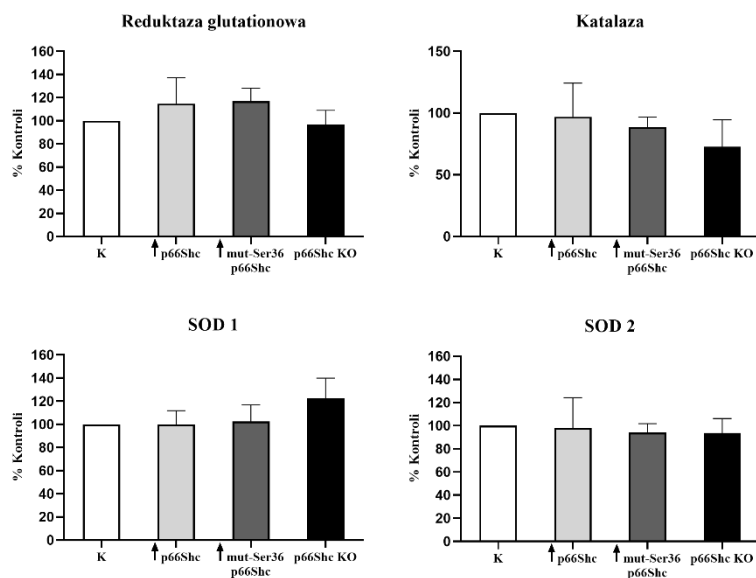 Reduktaza glutationowa
% Kontroli
160
140
120
100
80
60
40
20
0
K
↑ p66Shc
↑ mut-Ser36
p66Shc
p66Shc KO
Katalaza
% Kontroli
150
100
50
0
K
↑ p66Shc
↑ mut-Ser36
p66Shc
p66Shc KO
SOD 1
% Kontroli
160
140
120
100
80
60
40
20
0
K
↑ p66Shc
↑ mut-Ser36
p66Shc
p66Shc KO
SOD 2
% Kontroli
160
140
120
100
80
60
40
20
0
K
↑ p66Shc
↑ mut-Ser36
p66Shc
p66Shc KO